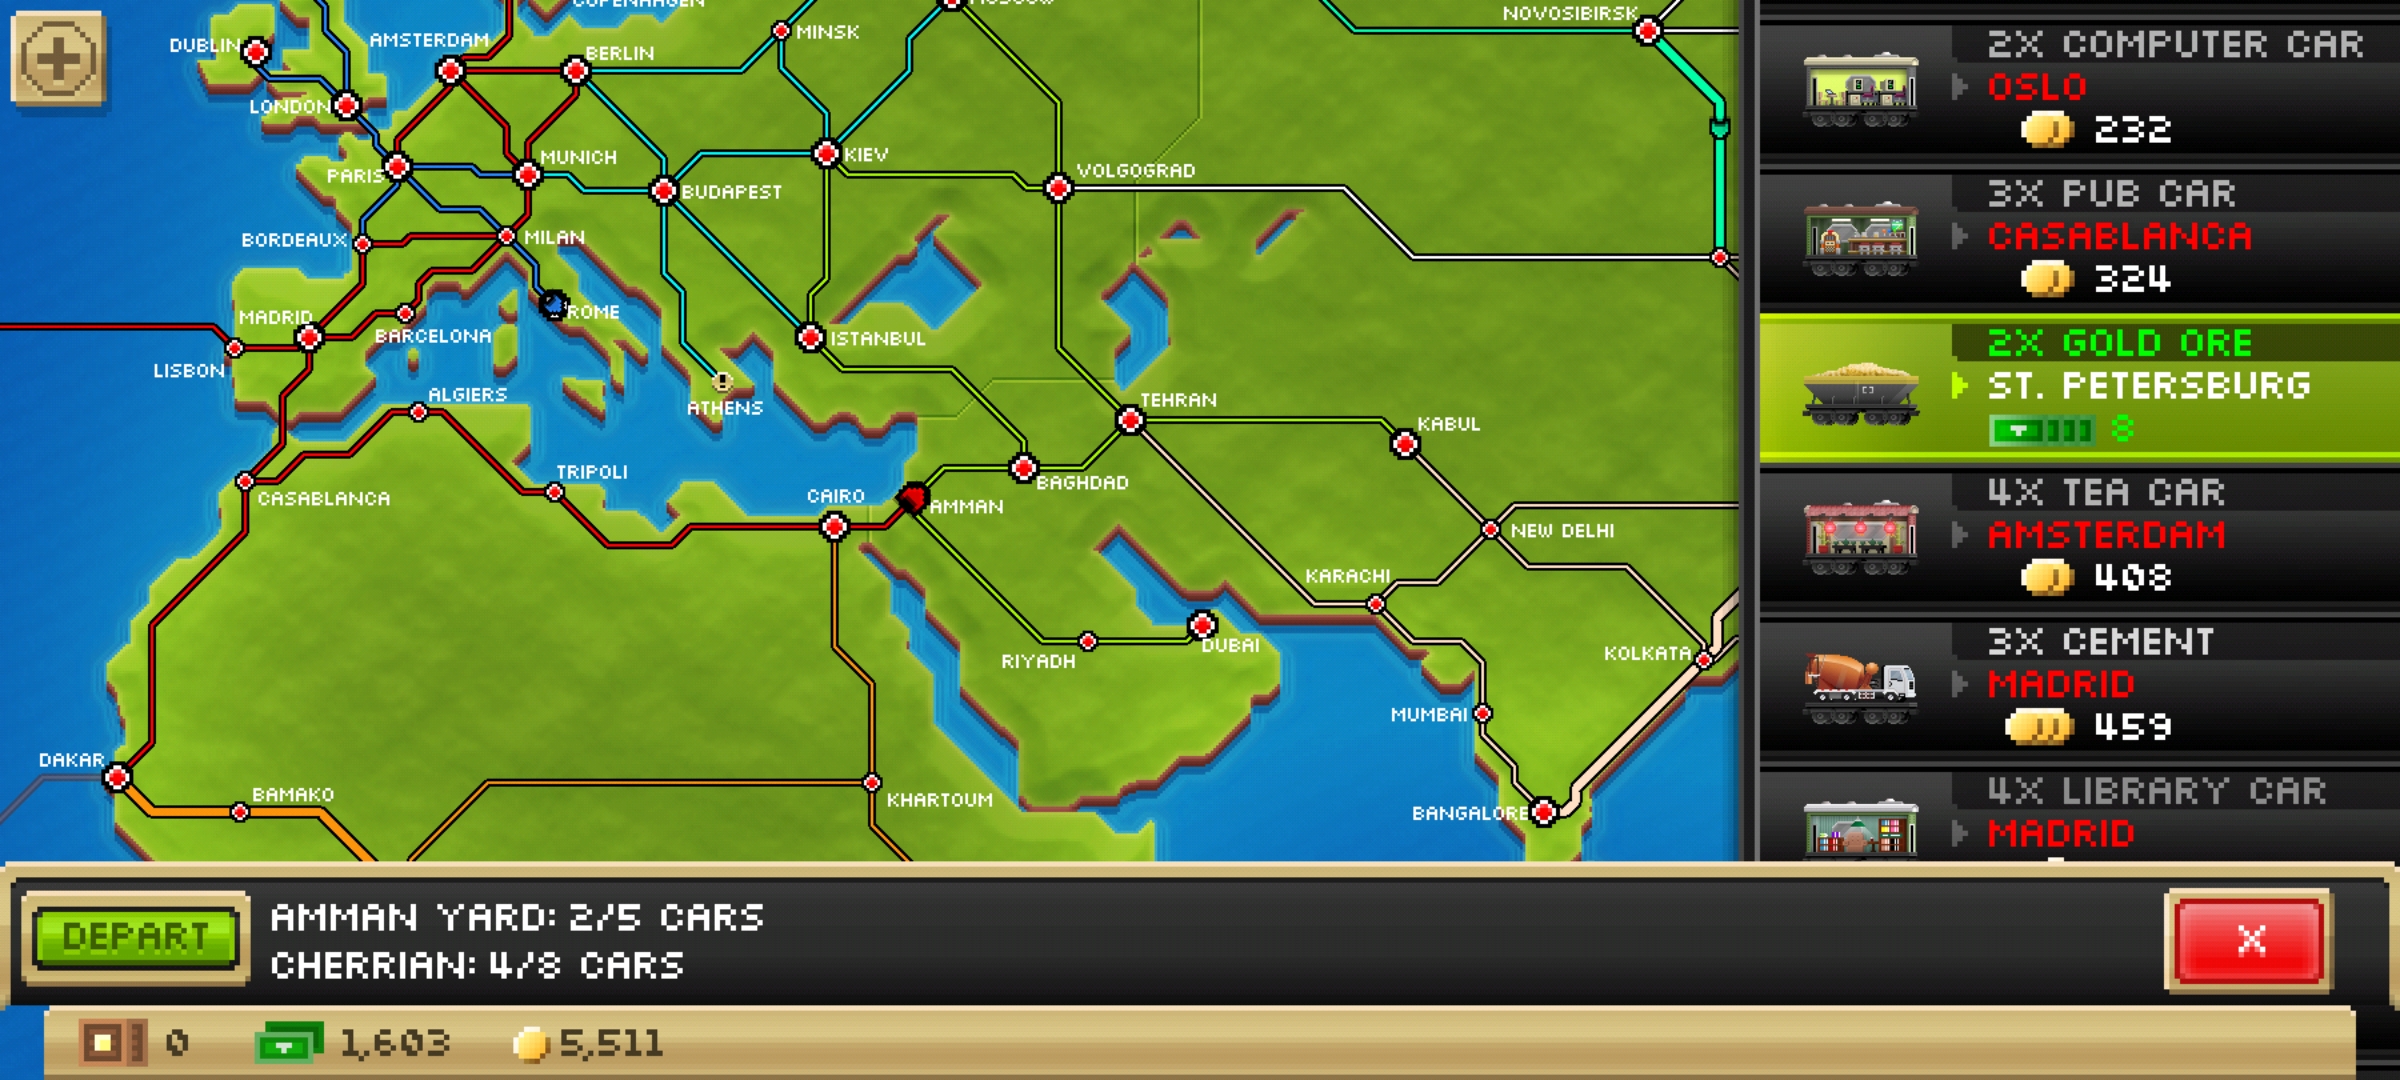 COPENHAGEN
NOVOSIBIRSK
DUBLIN
AMSTERDAM
MINSK
BERLIN
LONDON
MUNICH
KIEV
PARIS
VOLGOGRAD
BUDAPEST
BORDEAUX
MILAN
MADRID
ROME
BARCELONA
ISTANBUL
LISBON
ALGIERS
ATHENS
TEHRAN
KABUL
CASABLANCA
TRIPOLI
CAIRO
BAGHDAD
AMMAN
NEW DELHI
KARACHI
RIYADH
DUBAI
KOLKATA
MUMBAI
DAKAR
BAMAKO
KHARTOUM
BANGALORE
2X COMPUTER CAR
OSLO
232
3X PUB CAR
CASABLANCA
324
2X GOLD ORE
ST. PETERSBURG
8
4X TEA CAR
AMSTERDAM
408
3X CEMENT
MADRID
459
4X LIBRARY CAR
MADRID
DEPART
AMMAN YARD: 2/5 CARS
CHERRIAN: 4/8 CARS
X
0
1,603
5,511